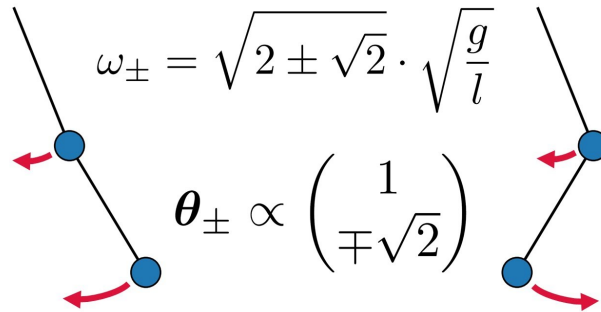 ω± = √(2 ± √2) · √(g/l)
θ± ∝ (1, ∓√2)